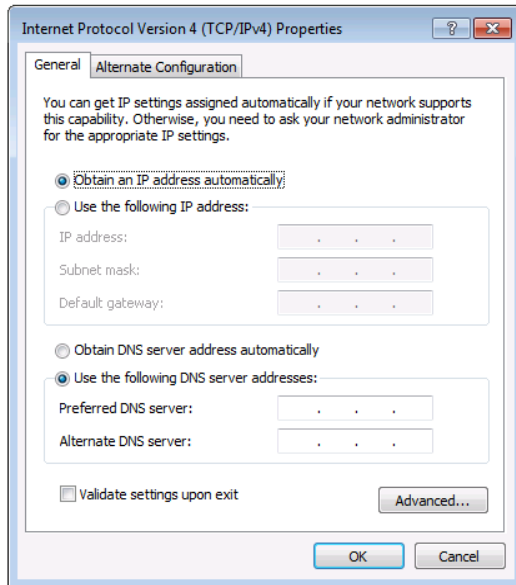 Internet Protocol Version 4 (TCP/IPv4) Properties
?
General
Alternate Configuration
You can get IP settings assigned automatically if your network supports
this capability. Otherwise, you need to ask your network administrator
for the appropriate IP settings.
Obtain an IP address automatically
Use the following IP address:
IP address:
. . .
Subnet mask:
. . .
Default gateway:
. . .
Obtain DNS server address automatically
Use the following DNS server addresses:
Preferred DNS server:
. . .
Alternate DNS server:
. . .
Validate settings upon exit
Advanced...
OK
Cancel